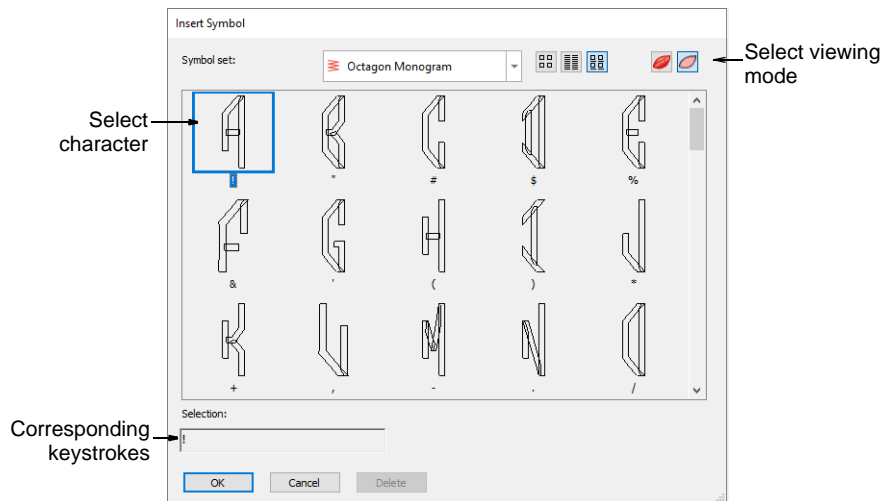 Insert Symbol
Symbol set:
Octagon Monogram
Select viewing
mode
Select
character
! " # $ %
& ' ( ) *
+ , - . /
Selection:
Corresponding
keystrokes
!
OK Cancel Delete